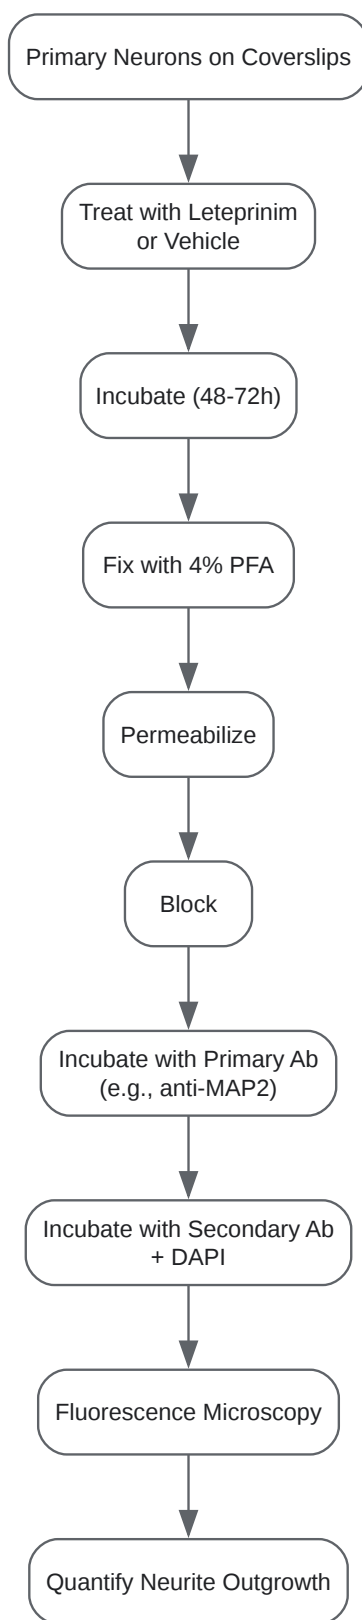 Primary Neurons on Coverslips
Treat with Leteprinim
or Vehicle
Incubate (48-72h)
Fix with 4% PFA
Permeabilize
Block
Incubate with Primary Ab
(e.g., anti-MAP2)
Incubate with Secondary Ab
+ DAPI
Fluorescence Microscopy
Quantify Neurite Outgrowth